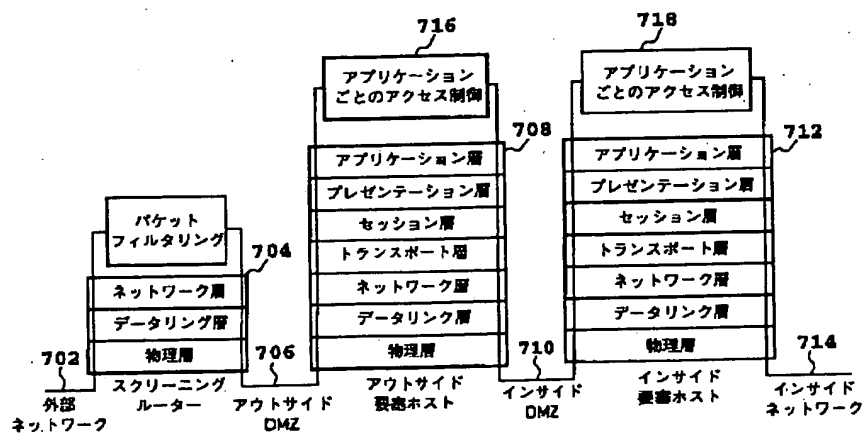 716
718
アプリケーション
ごとのアクセス制御
アプリケーション
ごとのアクセス制御
708
712
アプリケーション層
プレゼンテーション層
セッション層
トランスポート層
ネットワーク層
データリンク層
物理層
アプリケーション層
プレゼンテーション層
セッション層
トランスポート層
ネットワーク層
データリンク層
物理層
パケット
フィルタリング
704
ネットワーク層
データリング層
物理層
702
706
710
714
外部
ネットワーク
スクリーニング
ルーター
アウトサイド
DMZ
アウトサイド
要塞ホスト
インサイド
DMZ
インサイド
要塞ホスト
インサイド
ネットワーク